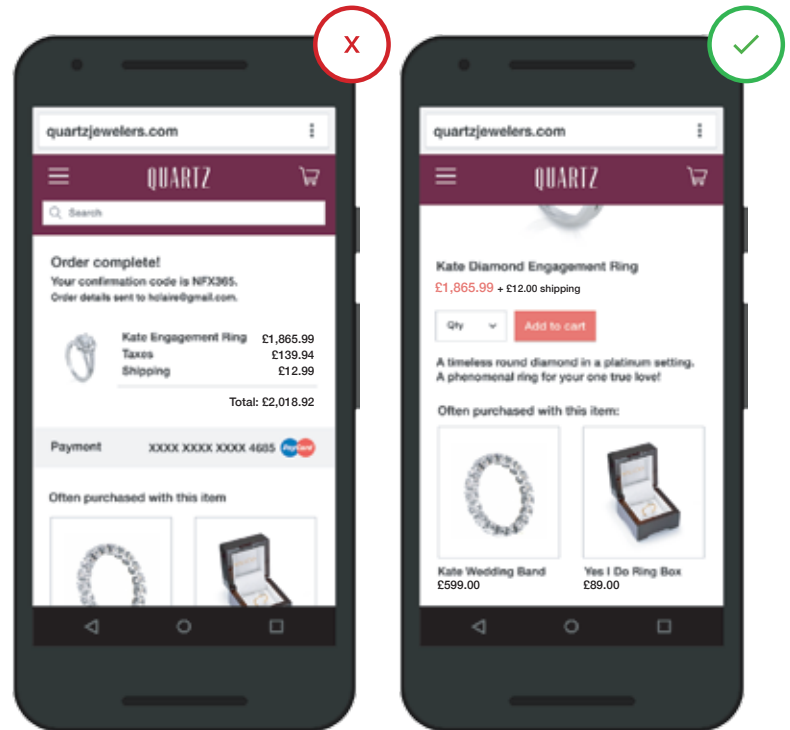 X
quartzjewelers.com
QUARTZ
Search
Order complete!
Your confirmation code is NFX365.
Order details sent to hclaire@gmail.com.
Kate Engagement Ring £1,865.99
Taxes £139.94
Shipping £12.99
Total: £2,018.92
Payment XXXX XXXX XXXX 4685 PayCard
Often purchased with this item
quartzjewelers.com
QUARTZ
Kate Diamond Engagement Ring
£1,865.99 + £12.00 shipping
Qty Add to cart
A timeless round diamond in a platinum setting.
A phenomenal ring for your one true love!
Often purchased with this item:
Kate Wedding Band Yes I Do Ring Box
£599.00 £89.00